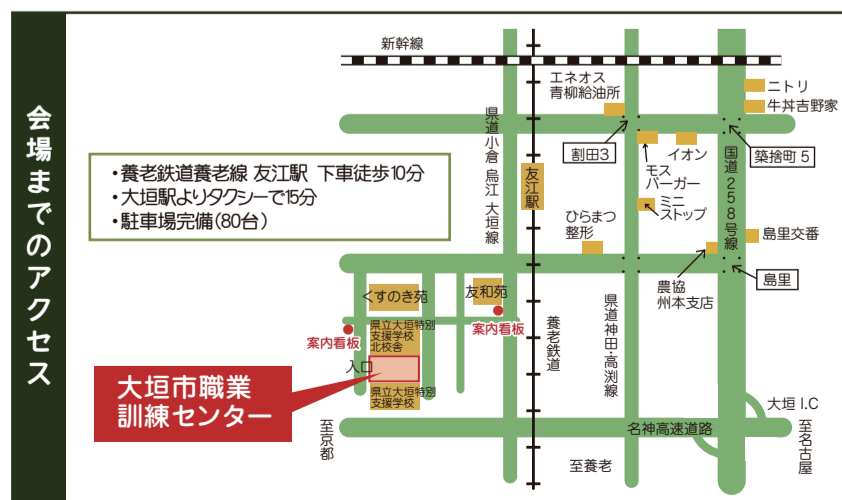 会場までのアクセス
・養老鉄道養老線 友江駅 下車徒歩10分
・大垣駅よりタクシーで15分
・駐車場完備(80台)
新幹線
エネオス
青柳給油所
ニトリ
牛丼吉野家
割田3
モス
バーガー
イオン
築捨町5
県道小倉 烏江 大垣線
友江駅
国道258号線
ミニ
ストップ
ひらまつ
整形
島里交番
農協
州本支店
島里
くすのき苑
友和苑
県立大垣特別
支援学校
北校舎
案内看板
案内看板
入口
県立大垣特別
支援学校
大垣市職業
訓練センター
養老鉄道
県道神田・高渕線
大垣 I.C
名神高速道路
至京都
至名古屋
至養老